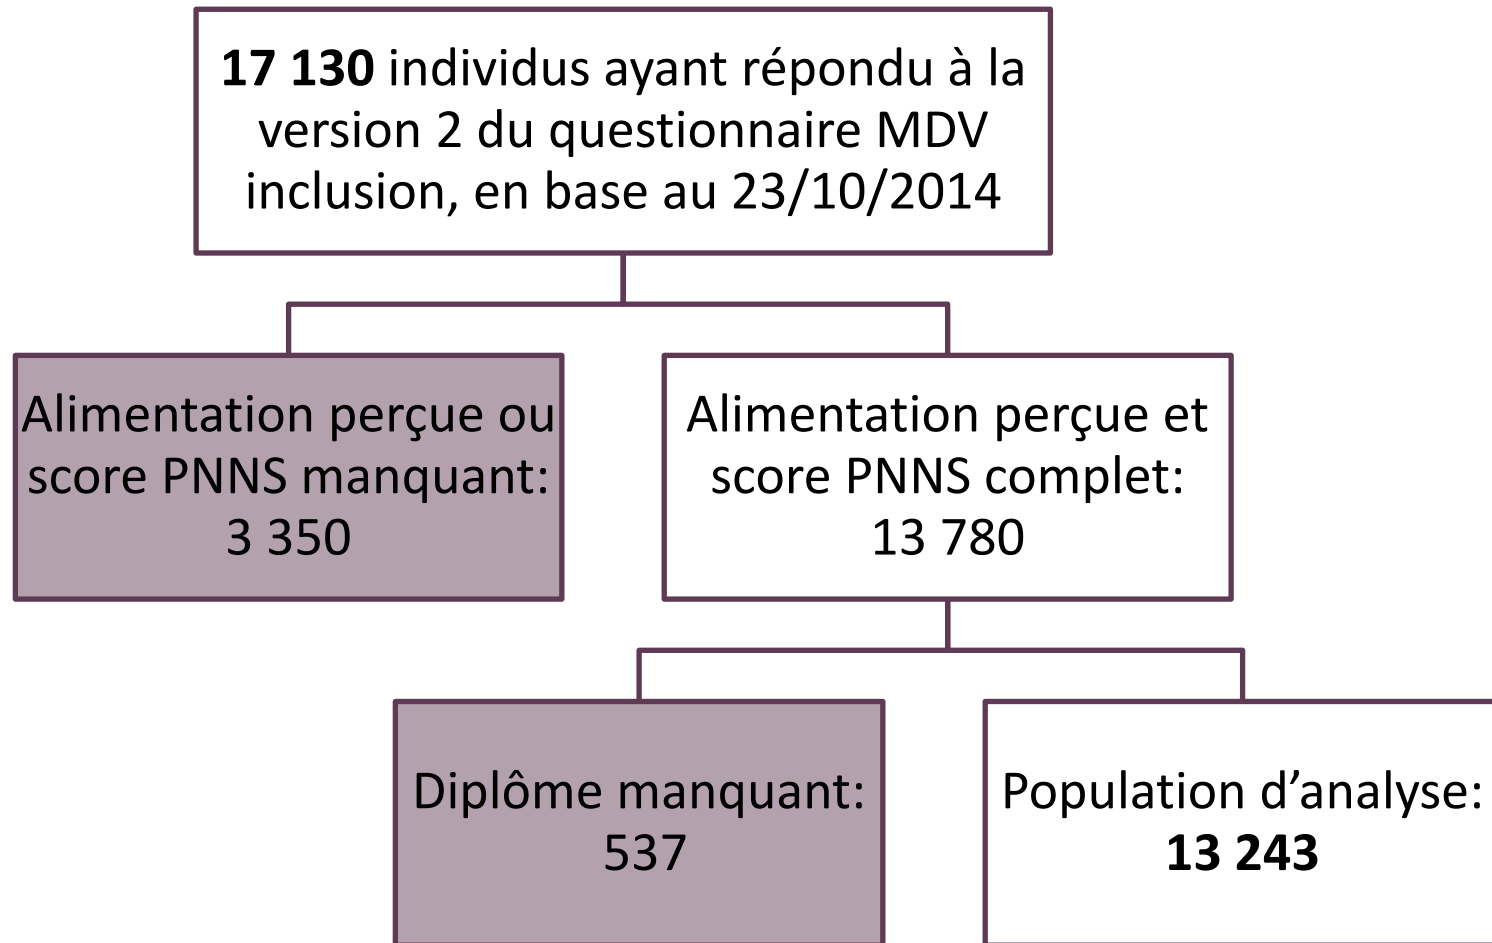 17 130 individus ayant répondu à la
version 2 du questionnaire MDV
inclusion, en base au 23/10/2014
Alimentation perçue ou
score PNNS manquant:
3 350
Alimentation perçue et
score PNNS complet:
13 780
Diplôme manquant:
537
Population d’analyse:
13 243